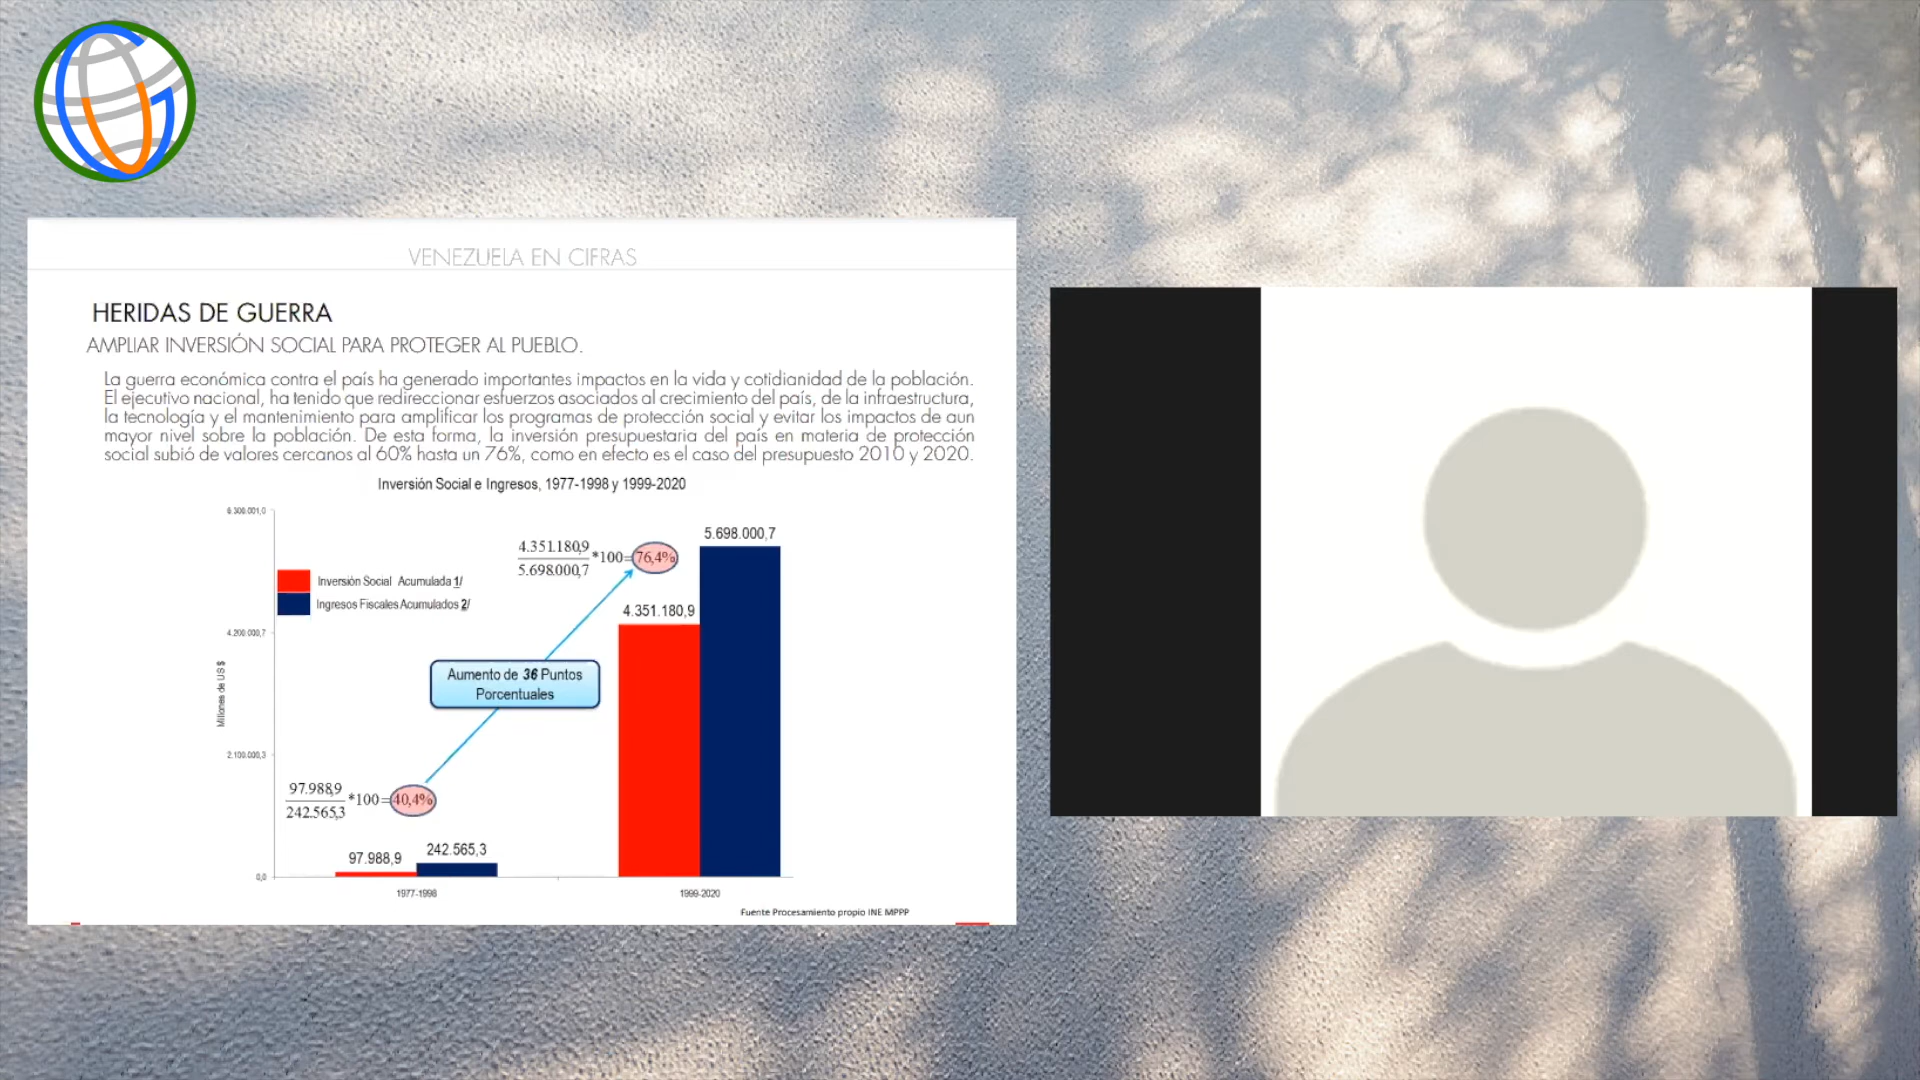 VENEZUELA EN CIFRAS
HERIDAS DE GUERRA
AMPLIAR INVERSIÓN SOCIAL PARA PROTEGER AL PUEBLO.
La guerra económica contra el país ha generado importantes impactos en la vida y cotidianidad de la población.
El ejecutivo nacional, ha tenido que redireccionar esfuerzos asociados al crecimiento del país, de la infraestructura,
la tecnología y el mantenimiento para amplificar los programas de protección social y evitar los impactos de aun
mayor nivel sobre la población. De esta forma, la inversión presupuestaria del país en materia de protección
social subió de valores cercanos al 60% hasta un 76%, como en efecto es el caso del presupuesto 2010 y 2020.
Inversión Social e Ingresos, 1977-1998 y 1999-2020
6.300.001,0
4.200.000,7
2.100.000,3
0,0
Millones de US $
Inversión Social Acumulada 1/
Ingresos Fiscales Acumulados 2/
4.351.180,9
5.698.000,7
*100=
76,4%
5.698.000,7
4.351.180,9
Aumento de 36 Puntos
Porcentuales
97.988,9
242.565,3
*100=
40,4%
97.988,9
242.565,3
1977-1998
1999-2020
Fuente Procesamiento propio INE MPPP